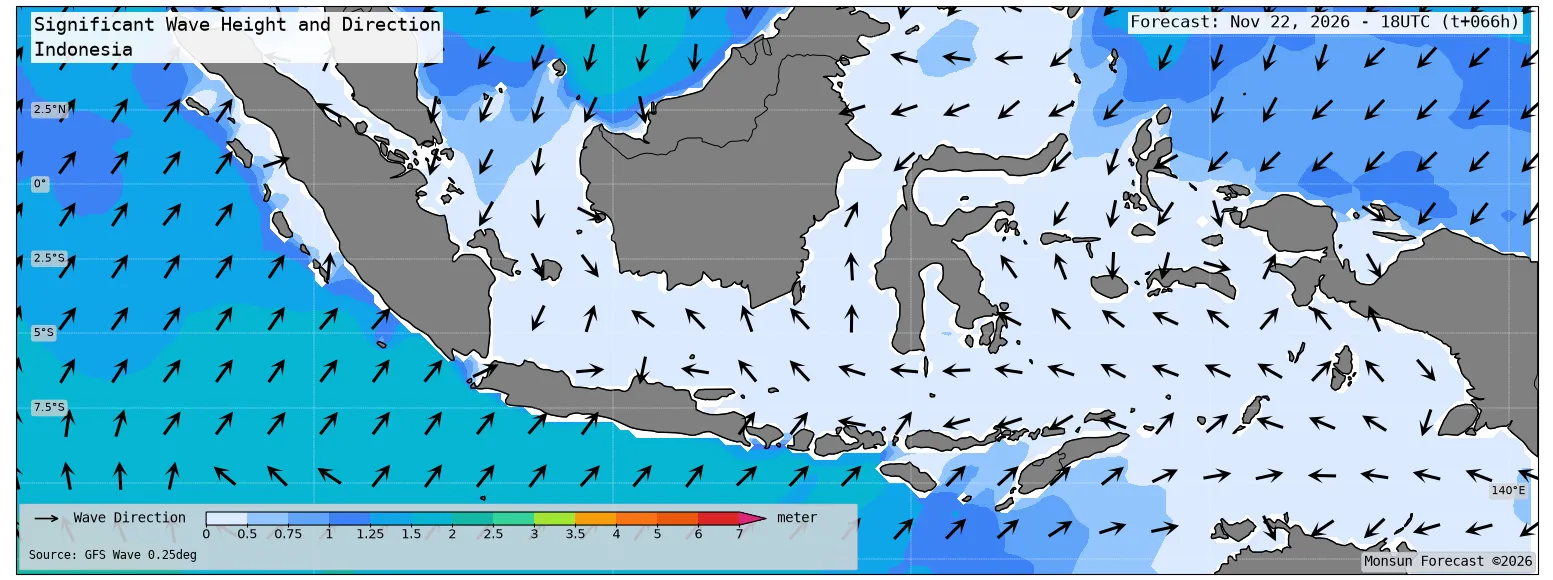 Significant Wave Height and Direction
Indonesia
Forecast: Nov 22, 2026 - 18UTC (t+066h)
2.5°N
0°
2.5°S
5°S
7.5°S
140°E
Wave Direction
meter
0 0.5 0.75 1 1.25 1.5 2 2.5 3 3.5 4 5 6 7
Source: GFS Wave 0.25deg
Monsun Forecast ©2026